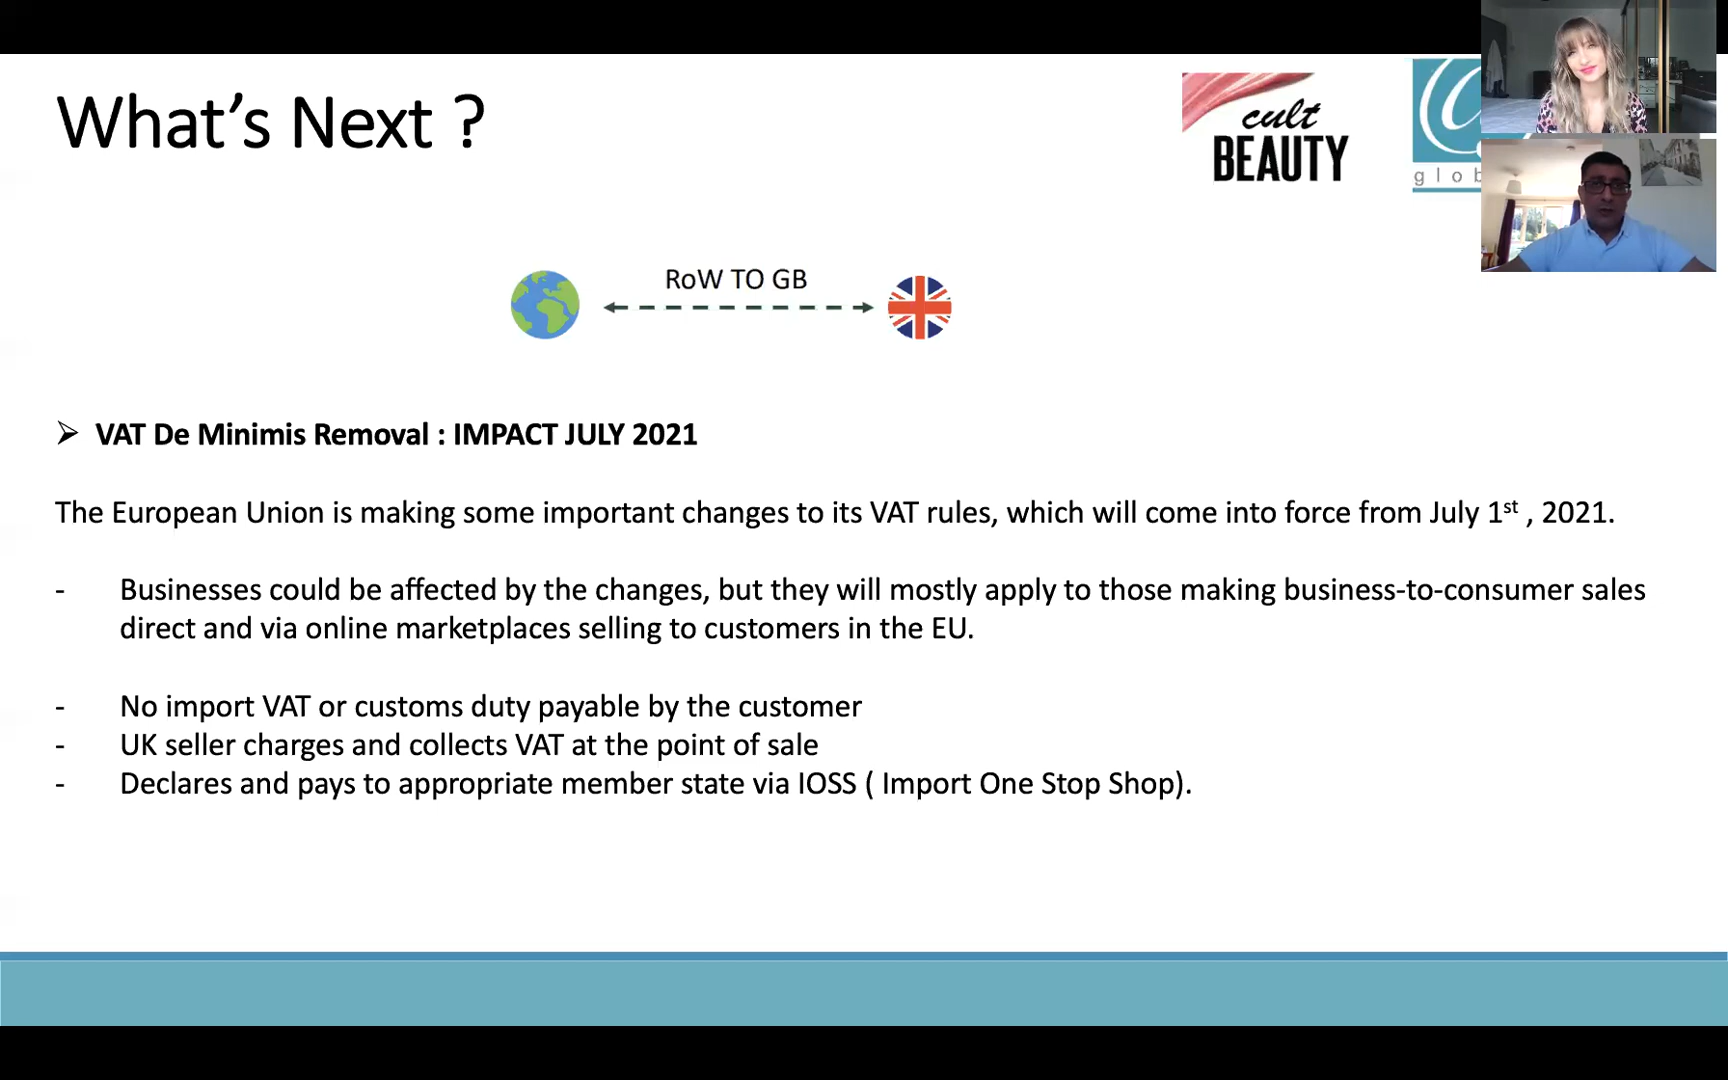 What’s Next ?
cult
BEAUTY
RoW TO GB
➢ VAT De Minimis Removal : IMPACT JULY 2021
The European Union is making some important changes to its VAT rules, which will come into force from July 1st , 2021.
- Businesses could be affected by the changes, but they will mostly apply to those making business-to-consumer sales
direct and via online marketplaces selling to customers in the EU.
- No import VAT or customs duty payable by the customer
- UK seller charges and collects VAT at the point of sale
- Declares and pays to appropriate member state via IOSS ( Import One Stop Shop).